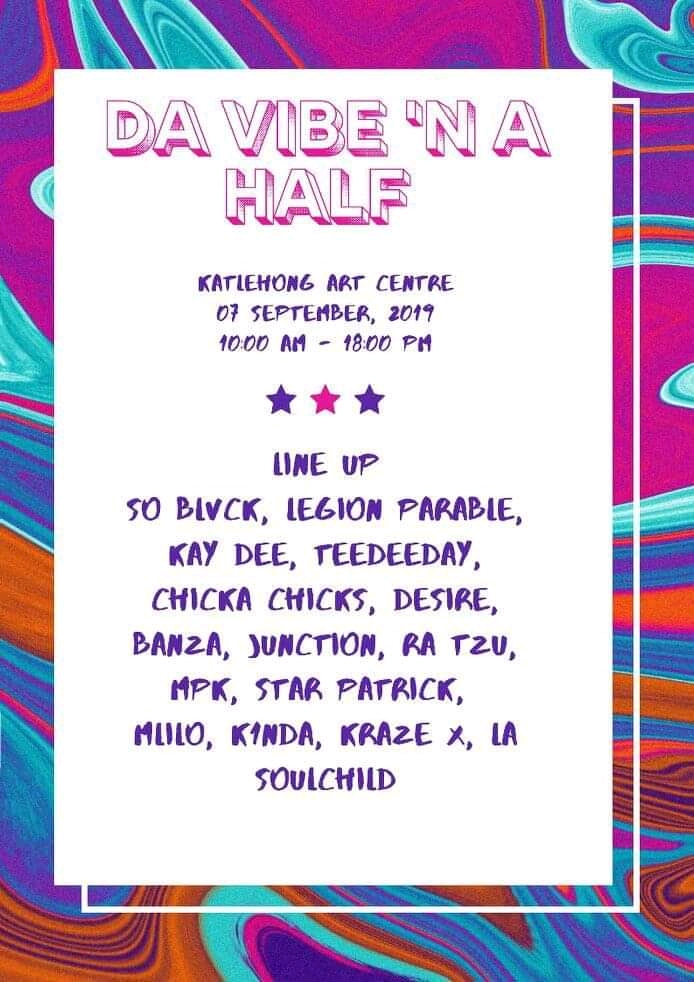 DA VIBE 'N A
HALF
KATLEHONG ART CENTRE
07 SEPTEMBER, 2019
10:00 AM - 18:00 PM
LINE UP
SO BLVCK, LEGION PARABLE,
KAY DEE, TEEDEEDAY,
CHICKA CHICKS, DESIRE,
BANZA, JUNCTION, RA TZU,
MPK, STAR PATRICK,
MLILO, K1NDA, KRAZE X, LA
SOULCHILD